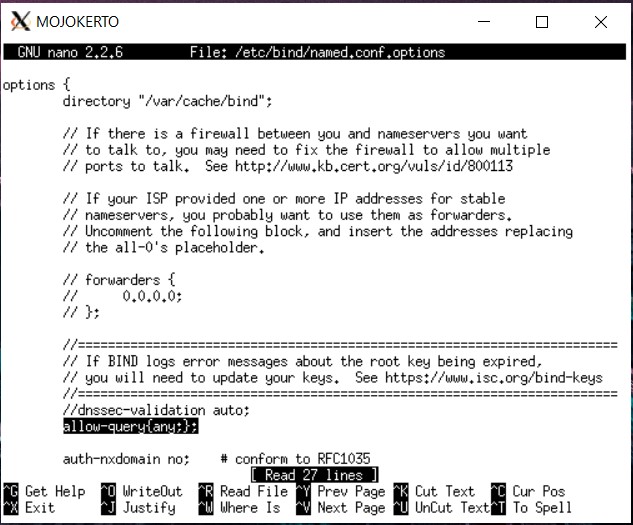 MOJOKERTO
GNU nano 2.2.6 File: /etc/bind/named.conf.options
options {
directory "/var/cache/bind";
// If there is a firewall between you and nameservers you want
// to talk to, you may need to fix the firewall to allow multiple
// ports to talk. See http://www.kb.cert.org/vuls/id/800113
// If your ISP provided one or more IP addresses for stable
// nameservers, you probably want to use them as forwarders.
// Uncomment the following block, and insert the addresses replacing
// the all-0's placeholder.
// forwarders {
// 0.0.0.0;
// };
//========================================================================
// If BIND logs error messages about the root key being expired,
// you will need to update your keys. See https://www.isc.org/bind-keys
//========================================================================
//dnssec-validation auto;
allow-query{any;};
auth-nxdomain no; # conform to RFC1035
[ Read 27 lines ]
^G Get Help ^O WriteOut ^R Read File ^Y Prev Page ^K Cut Text ^C Cur Pos
^X Exit ^J Justify ^W Where Is ^V Next Page ^U UnCut Text ^T To Spell